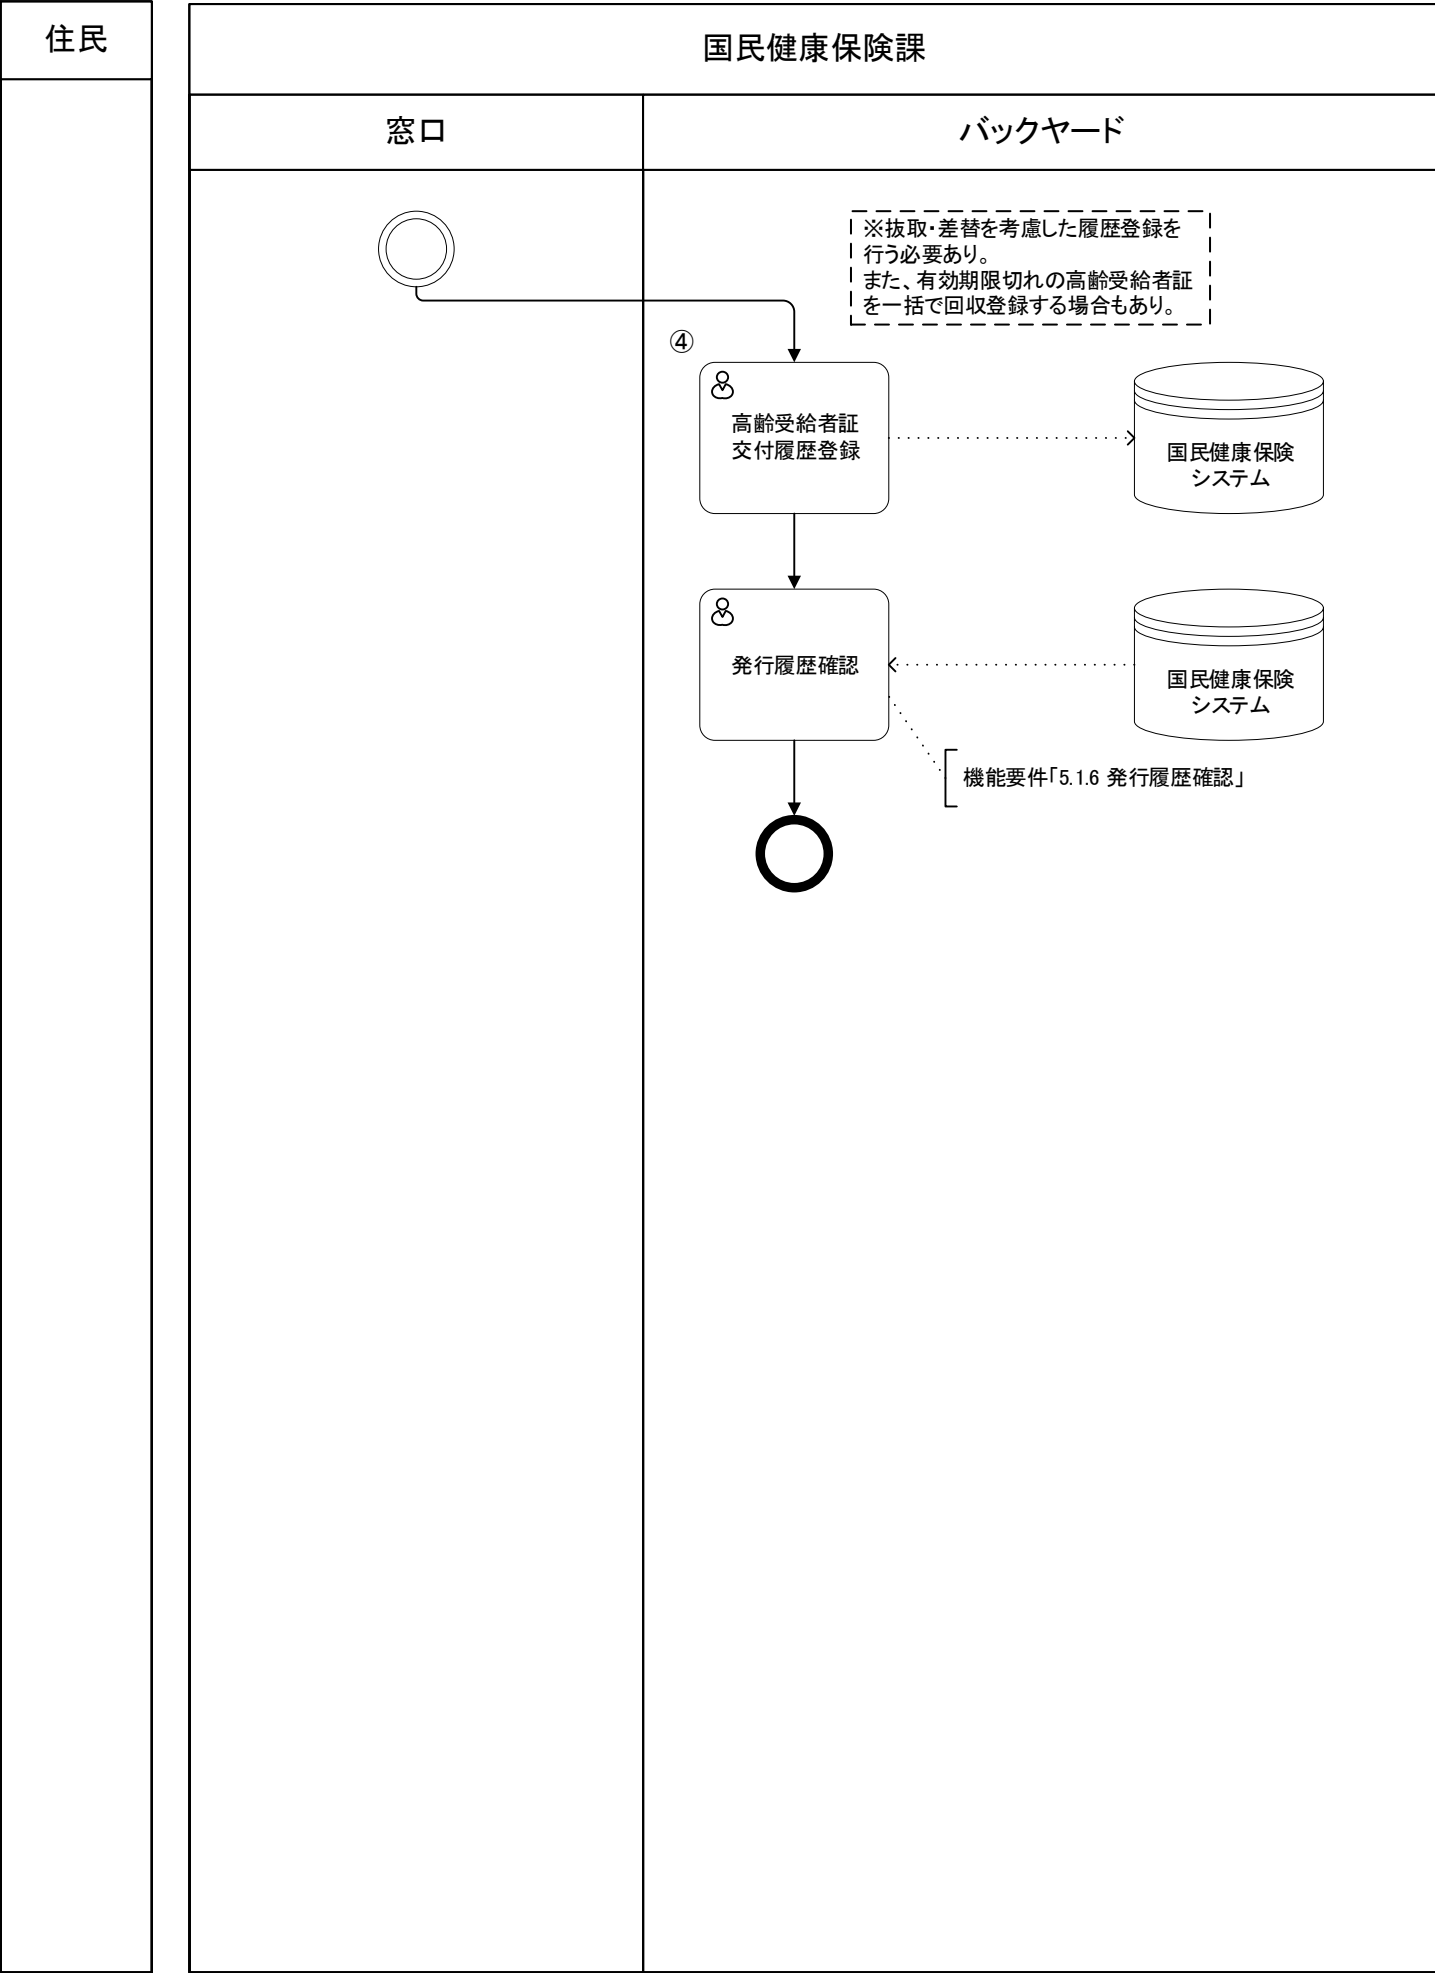 住民
国民健康保険課
窓口
バックヤード
※抜取・差替を考慮した履歴登録を
行う必要あり。
また、有効期限切れの高齢受給者証
を一括で回収登録する場合もあり。
④
高齢受給者証
交付履歴登録
国民健康保険
システム
発行履歴確認
国民健康保険
システム
機能要件「5.1.6 発行履歴確認」